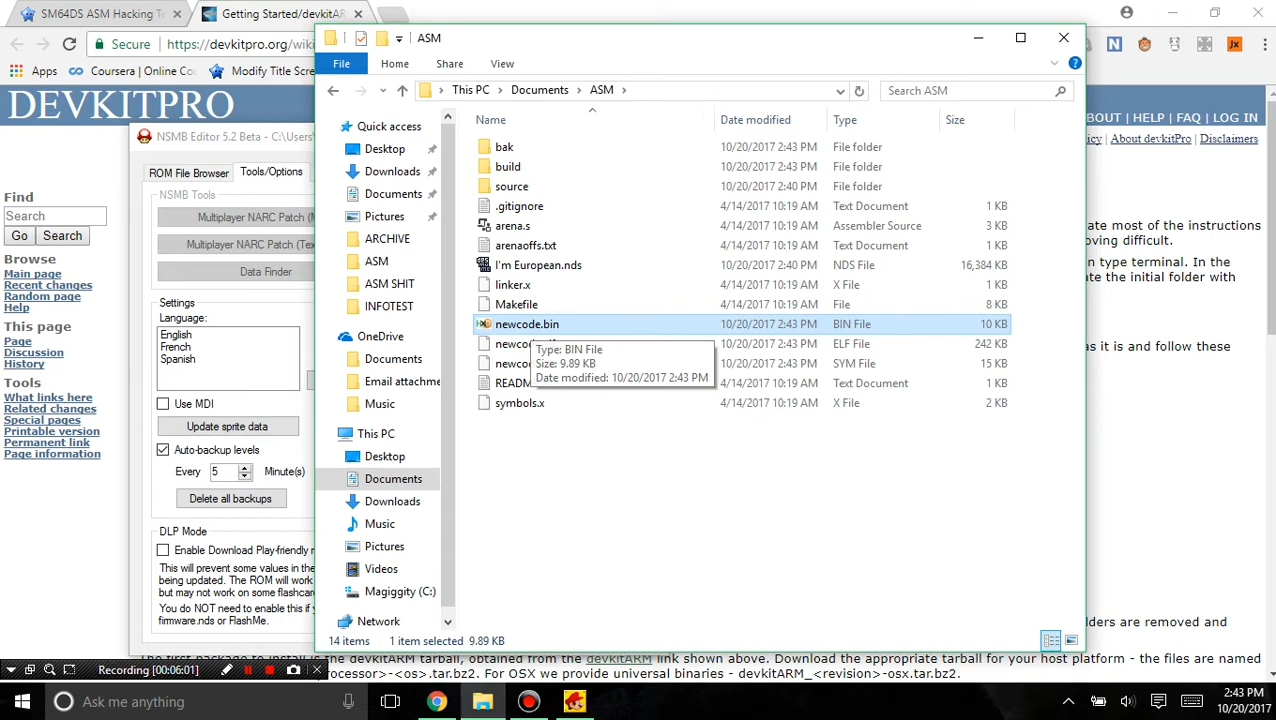 SM64DS ASM Hacking T
Getting Started/devkitAR
Secure
https://devkitpro.org/wiki
Apps
Coursera | Online Co
Modify Title Scre
DEVKITPRO
ABOUT | HELP | FAQ | LOG IN
About devkitPro | Disclaimers
Find
Search
Go
Search
Browse
Main page
Recent changes
Random page
Help
This page
Page
Discussion
History
Tools
What links here
Related changes
Special pages
Printable version
Permanent link
Page information
NSMB Editor 5.2 Beta - C:\Users\
ROM File Browser
Tools/Options
NSMB Tools
Multiplayer NARC Patch (M
Multiplayer NARC Patch (Tex
Data Finder
Settings
Language:
English
French
Spanish
Use MDI
Update sprite data
Auto-backup levels
Every 5 Minute(s)
Delete all backups
DLP Mode
Enable Download Play-friendly m
This will prevent some values in the
being updated. The ROM will work
but may not work on some flashcar
You do NOT need to enable this if y
firmware.nds or FlashMe.
ASM
File
Home
Share
View
This PC
Documents
ASM
Search ASM
Quick access
Desktop
Downloads
Documents
Pictures
ARCHIVE
ASM
ASM SHIT
INFOTEST
OneDrive
Documents
Email attachme
Music
This PC
Desktop
Documents
Downloads
Music
Pictures
Videos
Magiggity (C:)
Network
Name Date modified Type Size
bak 10/20/2017 2:43 PM File folder
build 10/20/2017 2:43 PM File folder
source 10/20/2017 2:40 PM File folder
.gitignore 4/14/2017 10:19 AM Text Document 1 KB
arena.s 4/14/2017 10:19 AM Assembler Source 3 KB
arenaoffs.txt 4/14/2017 10:19 AM Text Document 1 KB
I'm European.nds 10/20/2017 2:40 PM NDS File 16,384 KB
linker.x 4/14/2017 10:19 AM X File 1 KB
Makefile 4/14/2017 10:19 AM File 8 KB
newcode.bin 10/20/2017 2:43 PM BIN File 10 KB
newco 10/20/2017 2:43 PM ELF File 242 KB
newco 10/20/2017 2:43 PM SYM File 15 KB
READM 4/14/2017 10:19 AM Text Document 1 KB
symbols.x 4/14/2017 10:19 AM X File 2 KB
Type: BIN File
Size: 9.89 KB
Date modified: 10/20/2017 2:43 PM
14 items 1 item selected 9.89 KB
ate most of the instructions
oving difficult.
n type terminal. In the
te the initial folder with
as it is and follow these
lders are removed and
devkitARM link shown above. Download the appropriate tarball for your host platform - the files are named
rocessor>-<os>.tar.bz2. For OSX we provide universal binaries - devkitARM_<revision>-osx.tar.bz2.
Recording [00:06:01]
Ask me anything
2:43 PM
10/20/2017